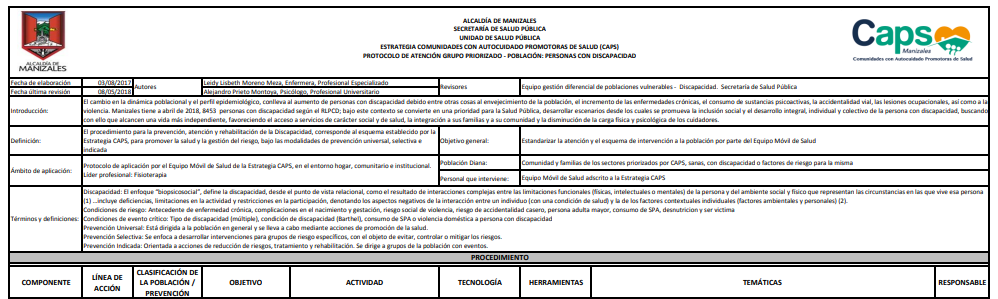 ALCALDÍA DE MANIZALES
SECRETARÍA DE SALUD PÚBLICA
UNIDAD DE SALUD PÚBLICA
ESTRATEGIA COMUNIDADES CON AUTOCUIDADO PROMOTORAS DE SALUD (CAPS)
PROTOCOLO DE ATENCIÓN GRUPO PRIORIZADO - POBLACIÓN: PERSONAS CON DISCAPACIDAD
ALCALDÍA DE
MANIZALES
Caps
Manizales
Comunidades con Autocuidado Promotoras de Salud
Fecha de elaboración 03/08/2017 Autores Leidy Lisbeth Moreno Meza, Enfermera, Profesional Especializado Revisores Equipo gestión diferencial de poblaciones vulnerables - Discapacidad. Secretaría de Salud Pública
Fecha última revisión 08/05/2018 Alejandro Prieto Montoya, Psicólogo, Profesional Universitario
Introducción: El cambio en la dinámica poblacional y el perfil epidemiológico, conlleva al aumento de personas con discapacidad debido entre otras cosas al envejecimiento de la población, el incremento de las enfermedades crónicas, el consumo de sustancias psicoactivas, la accidentalidad vial, las lesiones ocupacionales, así como a la
violencia. Manizales tiene a abril de 2018, 8453 personas con discapacidad según el RLPCD; bajo este contexto se convierte en una prioridad para la Salud Pública, desarrollar escenarios desde los cuales se promueva la inclusión social y el desarrollo integral, individual y colectivo de la persona con discapacidad, buscando
con ello que alcancen una vida más independiente, favoreciendo el acceso a servicios de carácter social y de salud, la integración a sus familias y a su comunidad y la disminución de la carga física y psicológica de los cuidadores.
Definición: El procedimiento para la prevención, atención y rehabilitación de la Discapacidad, corresponde al esquema establecido por la
Estrategia CAPS, para promover la salud y la gestión del riesgo, bajo las modalidades de prevención universal, selectiva e
indicada
Objetivo general: Estandarizar la atención y el esquema de intervención a la población por parte del Equipo Móvil de Salud
Ámbito de aplicación: Protocolo de aplicación por el Equipo Móvil de Salud de la Estrategia CAPS, en el entorno hogar, comunitario e institucional.
Lider profesional: Fisioterapia
Población Diana: Comunidad y familias de los sectores priorizados por CAPS, sanas, con discapacidad o factores de riesgo para la misma
Personal que interviene: Equipo Móvil de Salud adscrito a la Estrategia CAPS
Términos y definiciones: Discapacidad: El enfoque "biopsicosocial", define la discapacidad, desde el punto de vista relacional, como el resultado de interacciones complejas entre las limitaciones funcionales (físicas, intelectuales o mentales) de la persona y del ambiente social y físico que representan las circunstancias en las que vive esa persona
(1) ...incluye deficiencias, limitaciones en la actividad y restricciones en la participación, denotando los aspectos negativos de la interacción entre un individuo (con una condición de salud) y la de los factores contextuales individuales (factores ambientales y personales) (2).
Condiciones de riesgo: Antecedente de enfermedad crónica, complicaciones en el nacimiento y gestación, riesgo social de violencia, riesgo de accidentalidad casero, persona adulta mayor, consumo de SPA, desnutricion y ser victima
Condiciones de evento crítico: Tipo de discapacidad (múltiple), condición de discapacidad (Barthel), consumo de SPA o violencia doméstica a persona con discapacidad
Prevención Universal: Está dirigida a la población en general y se lleva a cabo mediante acciones de promoción de la salud.
Prevención Selectiva: Se enfoca a desarrollar intervenciones para grupos de riesgo específicos, con el objeto de evitar, controlar o mitigar los riesgos.
Prevención Indicada: Orientada a acciones de reducción de riesgos, tratamiento y rehabilitación. Se dirige a grupos de la población con eventos.
PROCEDIMIENTO
COMPONENTE
LÍNEA DE
ACCIÓN
CLASIFICACIÓN DE
LA POBLACIÓN /
PREVENCIÓN
OBJETIVO
ACTIVIDAD
TECNOLOGÍA
HERRAMIENTAS
TEMÁTICAS
RESPONSABLE